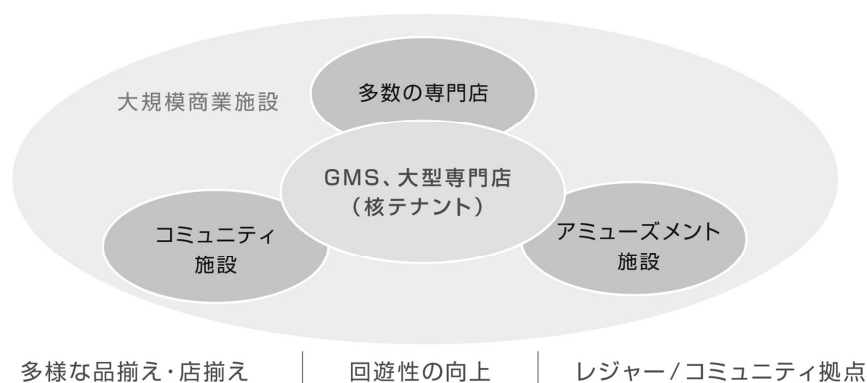 大規模商業施設
多数の専門店
GMS、大型専門店
（核テナント）
コミュニティ
施設
アミューズメント
施設
多様な品揃え・店揃え
回遊性の向上
レジャー/コミュニティ拠点